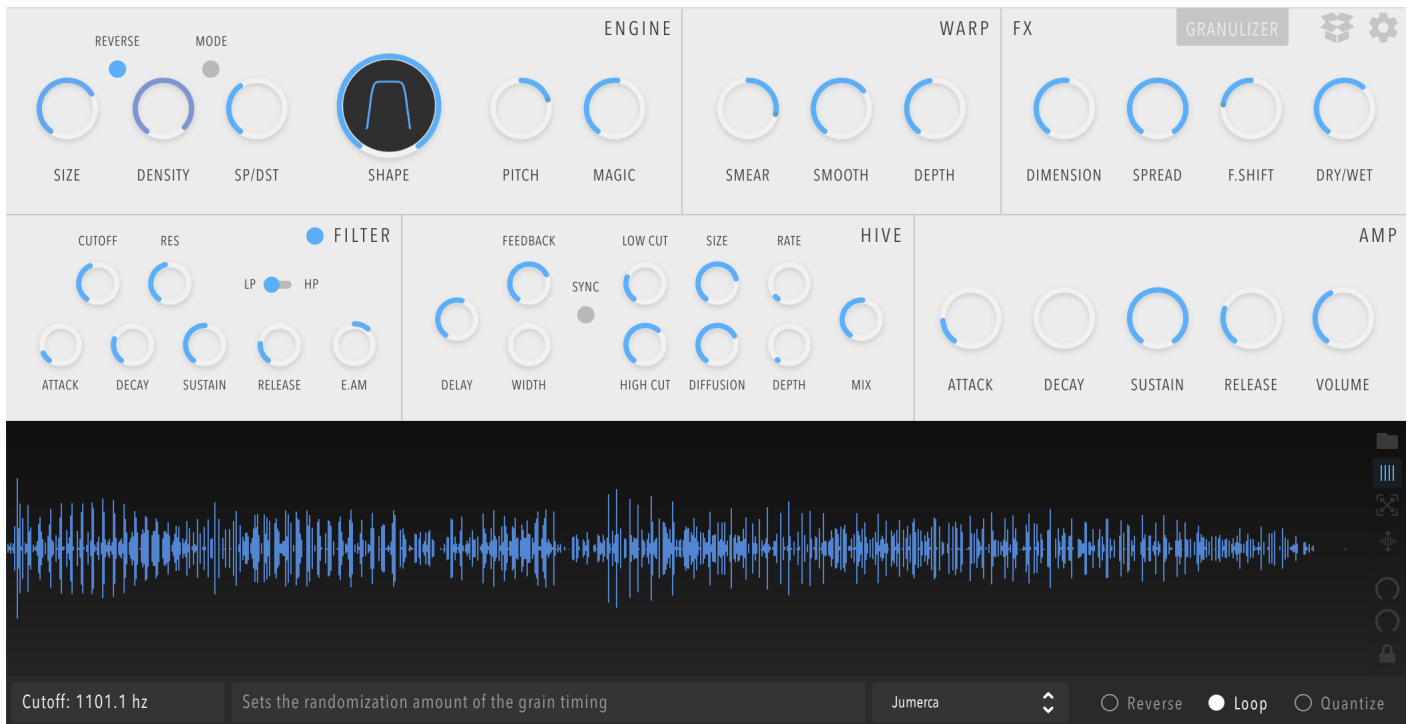 ENGINE
WARP
FX
GRANULIZER
REVERSE
MODE
SIZE
DENSITY
SP/DST
SHAPE
PITCH
MAGIC
SMEAR
SMOOTH
DEPTH
DIMENSION
SPREAD
F.SHIFT
DRY/WET
FILTER
CUTOFF
RES
LP
HP
ATTACK
DECAY
SUSTAIN
RELEASE
E.AM
HIVE
FEEDBACK
LOW CUT
SIZE
RATE
SYNC
DELAY
WIDTH
HIGH CUT
DIFFUSION
DEPTH
MIX
AMP
ATTACK
DECAY
SUSTAIN
RELEASE
VOLUME
Cutoff: 1101.1 hz
Sets the randomization amount of the grain timing
Jumerca
Reverse
Loop
Quantize